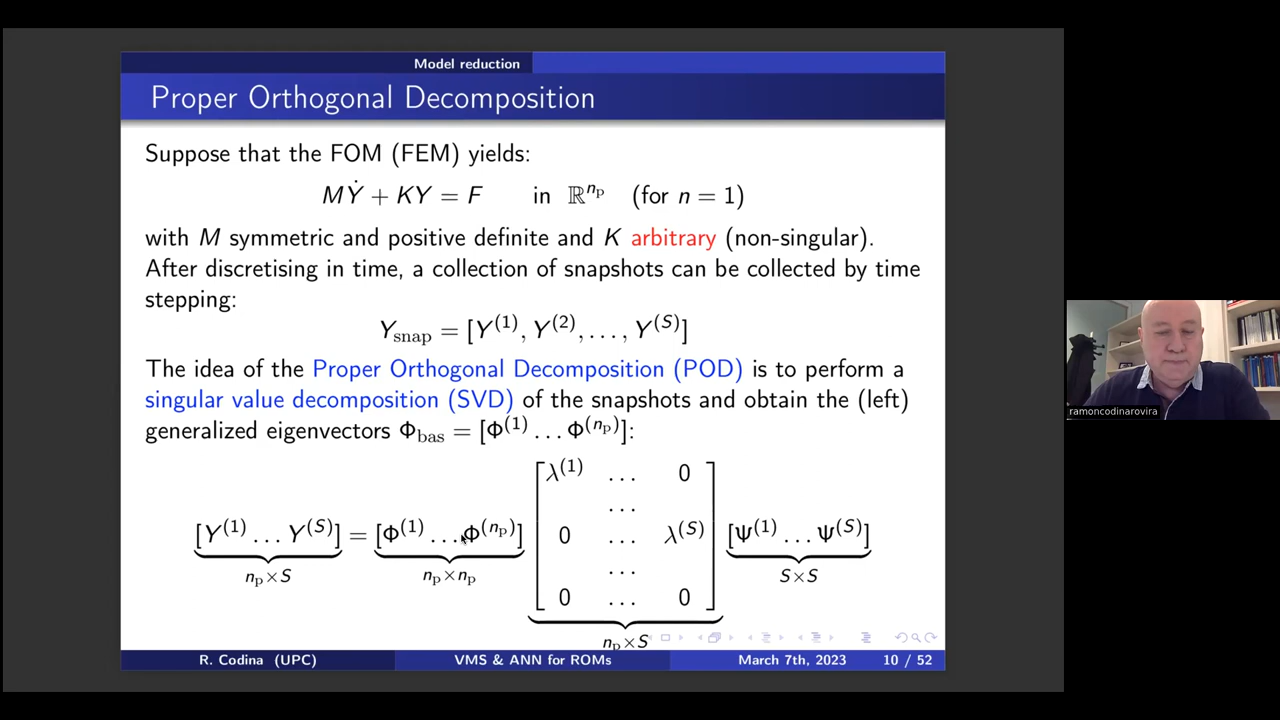 Model reduction
Proper Orthogonal Decomposition
Suppose that the FOM (FEM) yields:
MẎ + KY = F in ℝ^{n_p} (for n = 1)
with M symmetric and positive definite and K arbitrary (non-singular).
After discretising in time, a collection of snapshots can be collected by time
stepping:
Y_snap = [Y^(1), Y^(2), . . . , Y^(S)]
The idea of the Proper Orthogonal Decomposition (POD) is to perform a
singular value decomposition (SVD) of the snapshots and obtain the (left)
generalized eigenvectors Φ_bas = [Φ^(1) . . . Φ^(n_p)]:
λ^(1) . . . 0
. . .
[Y^(1) . . . Y^(S)] = [Φ^(1) . . . Φ^(n_p)] 0 . . . λ^(S) [Ψ^(1) . . . Ψ^(S)]
n_p×S n_p×n_p . . . S×S
0 . . . 0
n_p×S
R. Codina (UPC) VMS & ANN for ROMs March 7th, 2023 10 / 52
ramoncodinarovira